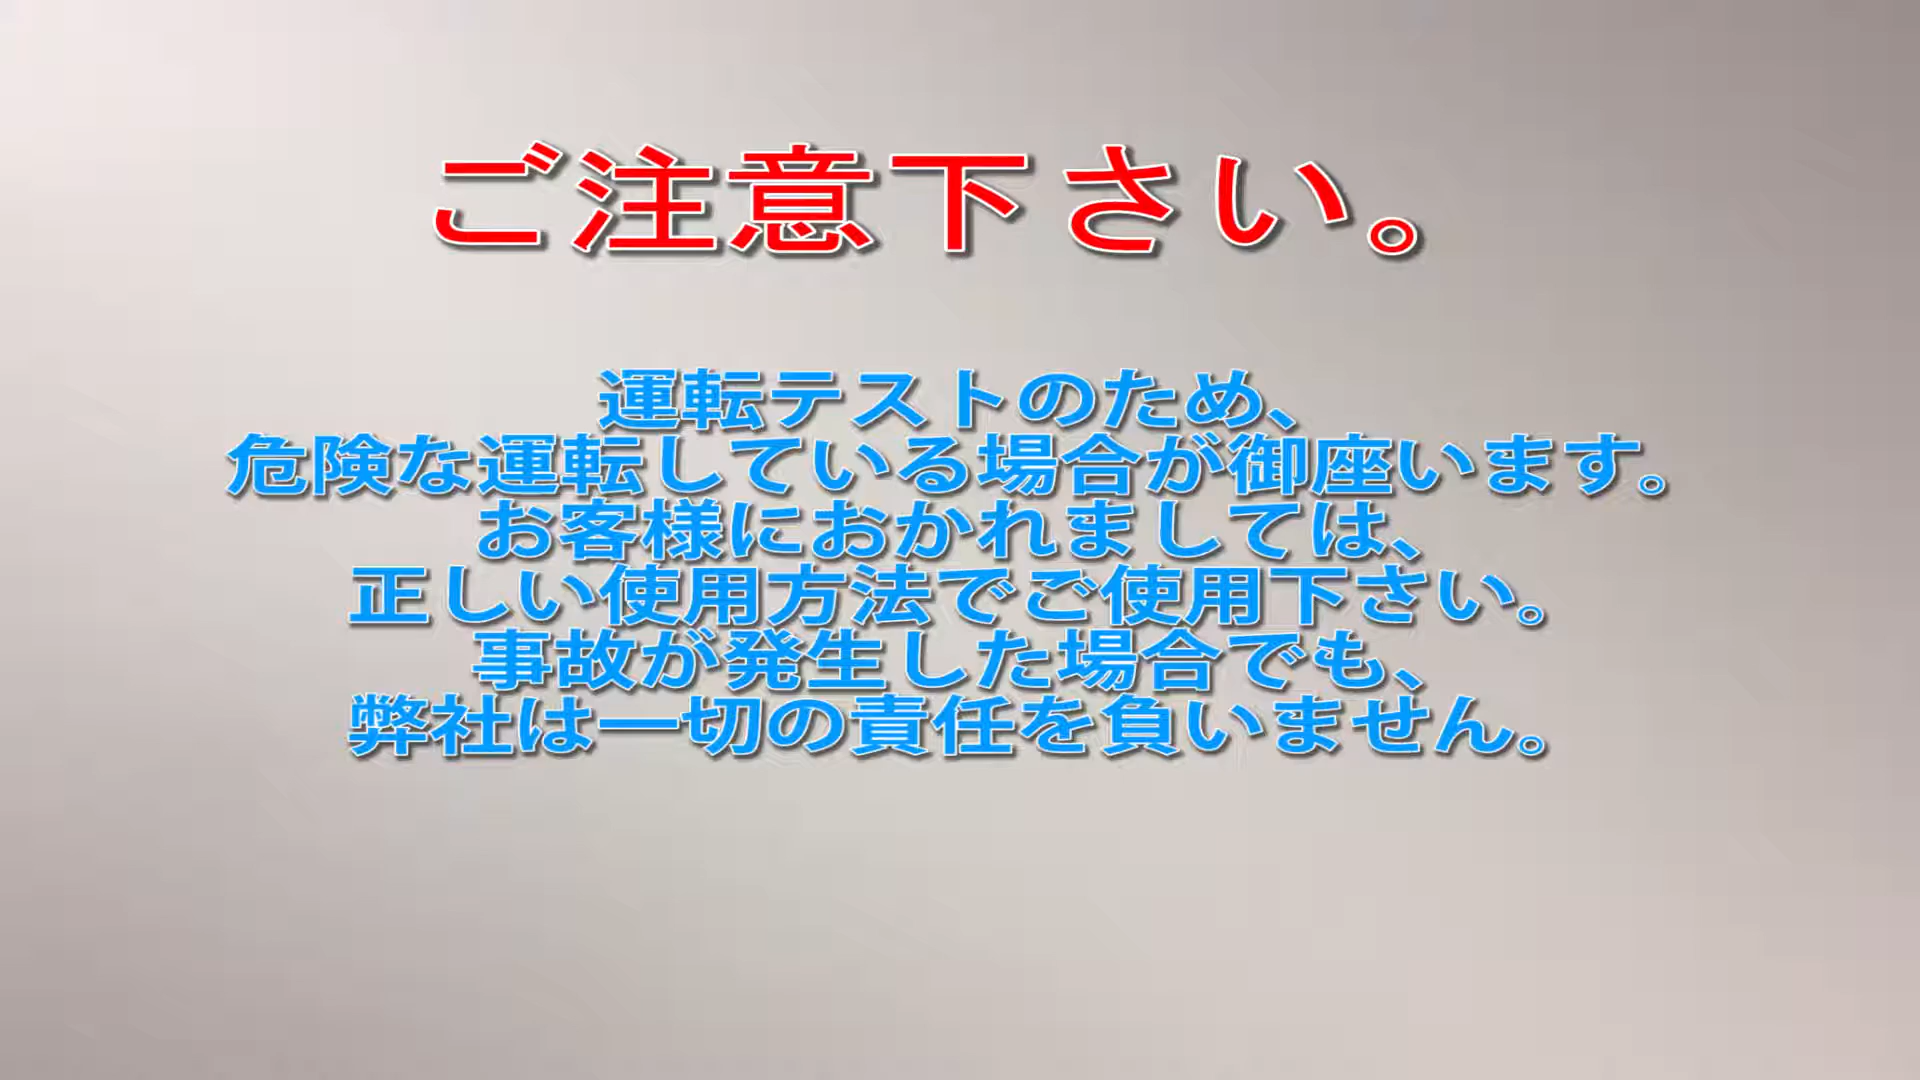 ご注意下さい。
運転テストのため、
危険な運転している場合が御座います。
お客様におかれましては、
正しい使用方法でご使用下さい。
事故が発生した場合でも、
弊社は一切の責任を負いません。